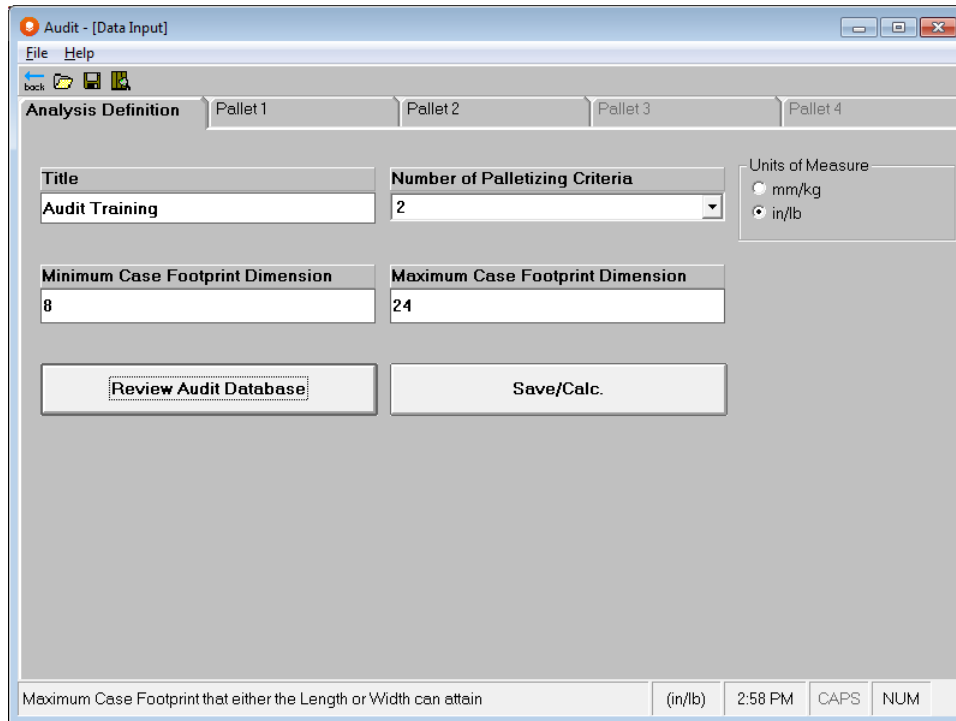 Audit - [Data Input]
File Help
back
Analysis Definition Pallet 1 Pallet 2 Pallet 3 Pallet 4
Title Number of Palletizing Criteria Units of Measure
Audit Training 2 mm/kg
in/lb
Minimum Case Footprint Dimension Maximum Case Footprint Dimension
8 24
Review Audit Database Save/Calc.
Maximum Case Footprint that either the Length or Width can attain (in/lb) 2:58 PM CAPS NUM